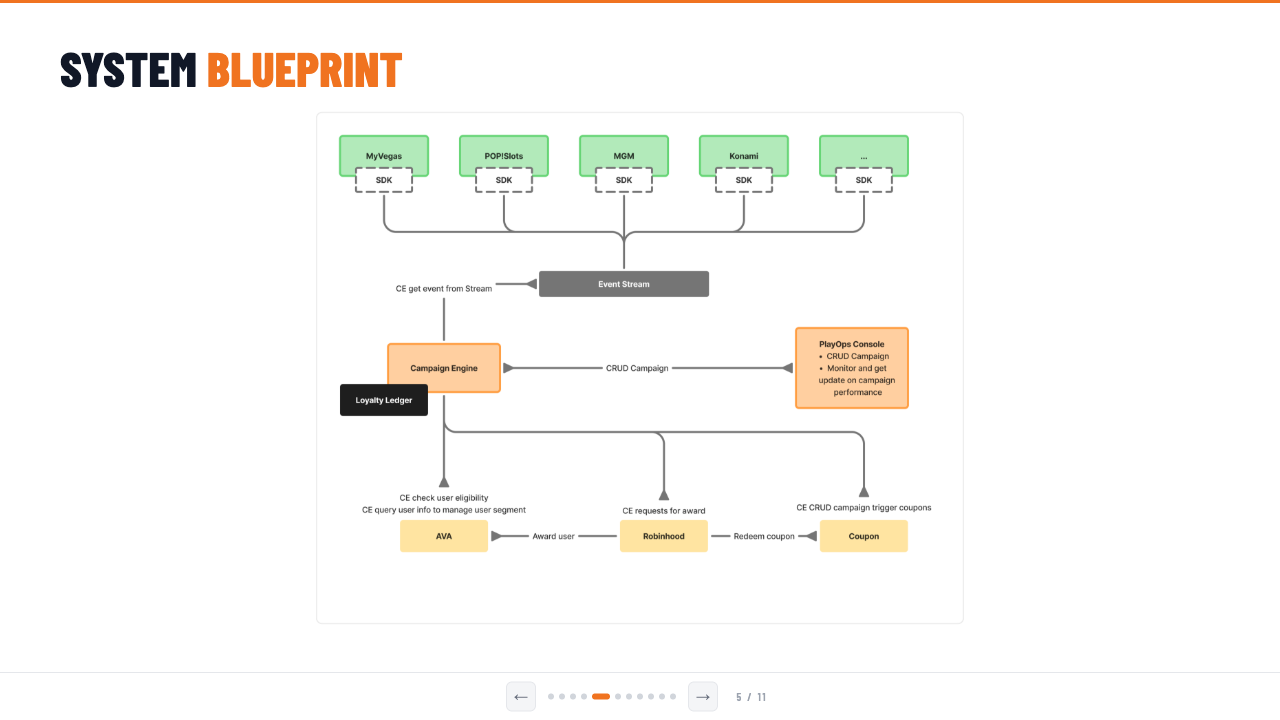 SYSTEM BLUEPRINT
MyVegas
POP!Slots
MGM
Konami
...
SDK
SDK
SDK
SDK
SDK
Event Stream
CE get event from Stream
Campaign Engine
CRUD Campaign
PlayOps Console
• CRUD Campaign
• Monitor and get
update on campaign
performance
Loyalty Ledger
CE check user eligibility
CE query user info to manage user segment
CE requests for award
CE CRUD campaign trigger coupons
AVA
Award user
Robinhood
Redeem coupon
Coupon
← → 5 / 11